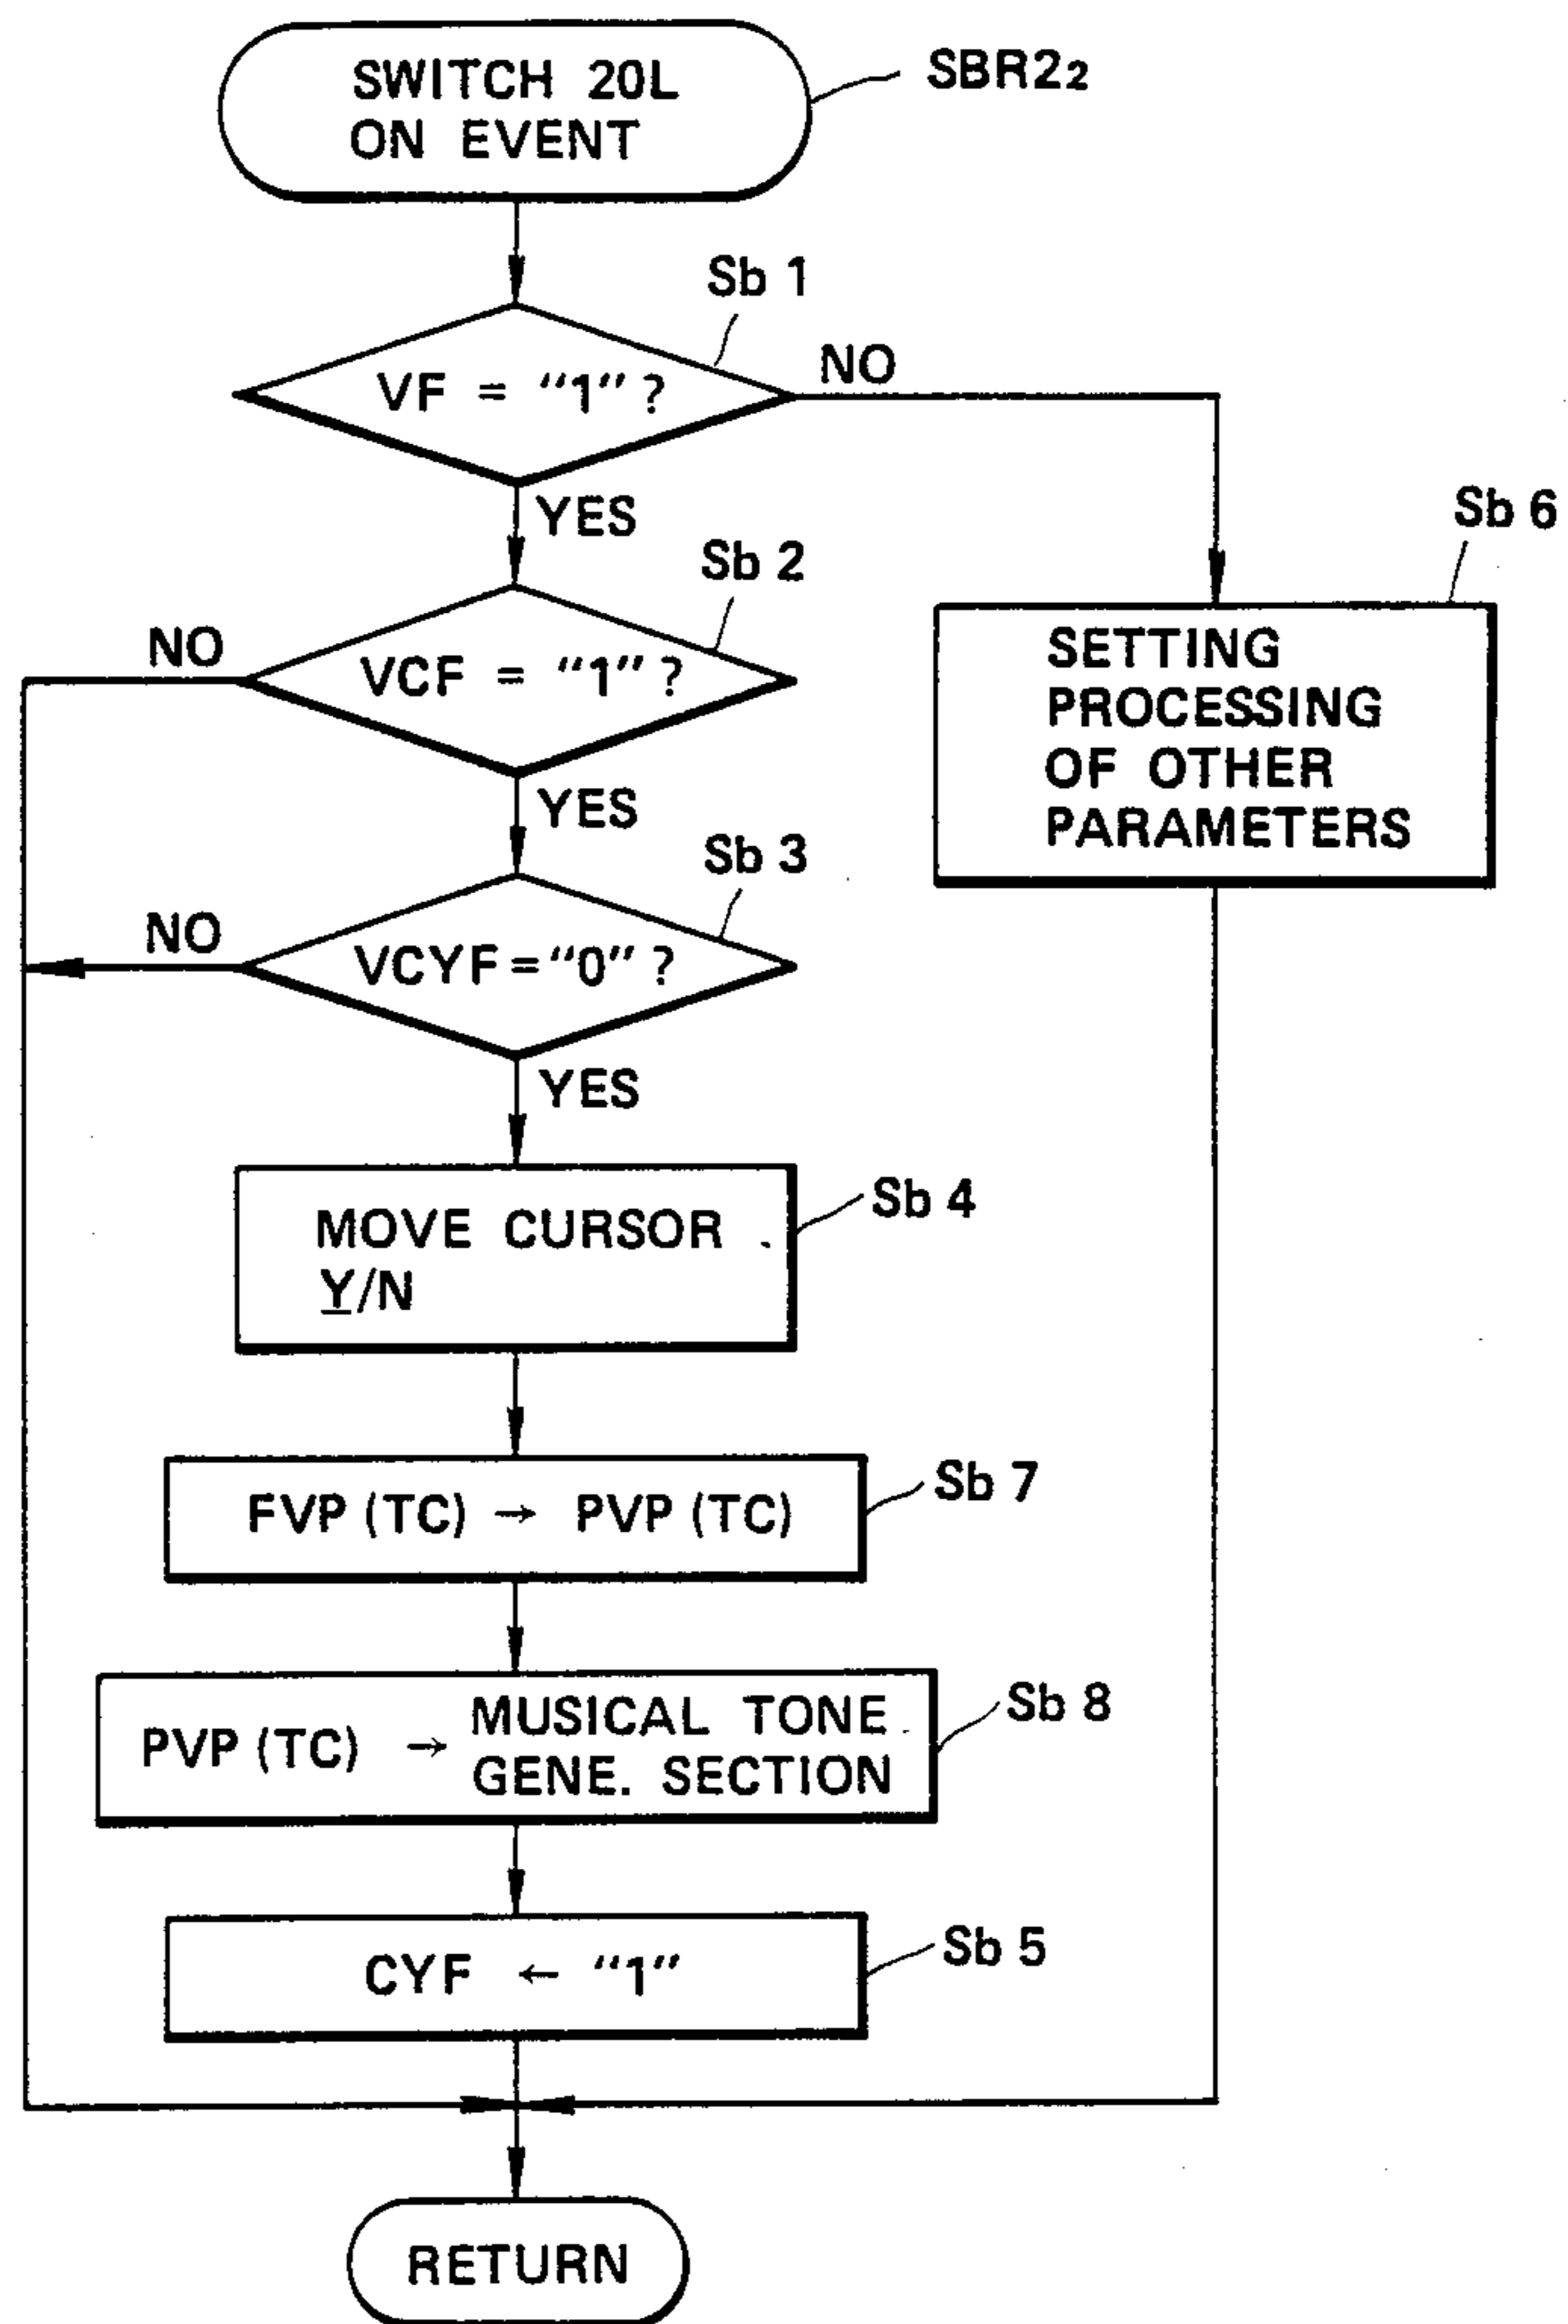 SWITCH 20L
ON EVENT
SBR2₂
Sb 1
VF = "1" ?
NO
YES
Sb 2
NO
VCF = "1" ?
YES
Sb 6
SETTING
PROCESSING
OF OTHER
PARAMETERS
Sb 3
NO
VCYF = "0" ?
YES
Sb 4
MOVE CURSOR
Y/N
Sb 7
FVP (TC) → PVP (TC)
Sb 8
PVP (TC) → MUSICAL TONE
GENE. SECTION
Sb 5
CYF ← "1"
RETURN